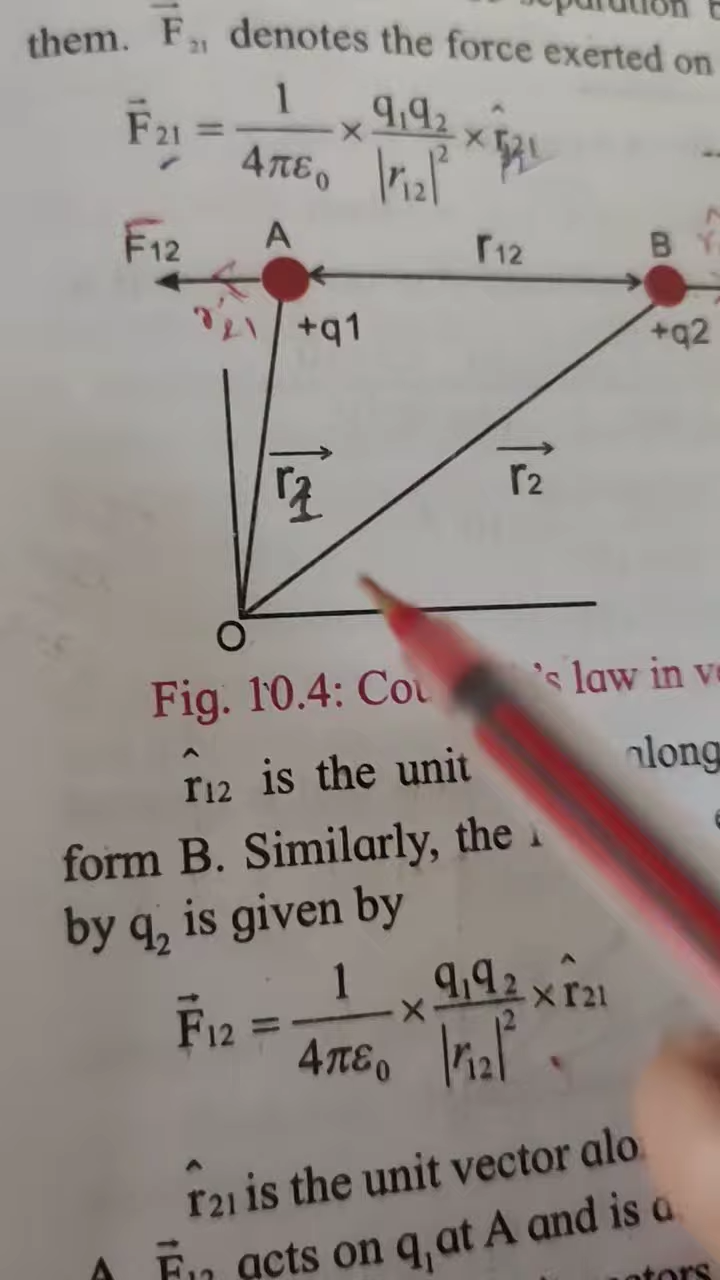 separation
them. F⃗₂₁ denotes the force exerted on
F⃗₂₁ = 1/4πε₀ × q₁q₂/|r₁₂|² × r̂₂₁
F₁₂ A r₁₂ B
r̂₂₁ +q1 +q2
r⃗₁ r⃗₂
O
Fig. 10.4: 's law in
r̂₁₂ is the unit along
form B. Similarly, the
by q₂ is given by
F⃗₁₂ = 1/4πε₀ × q₁q₂/|r₁₂|² × r̂₂₁
r̂₂₁ is the unit vector
A F⃗₁₂ acts on q₁ at A and is